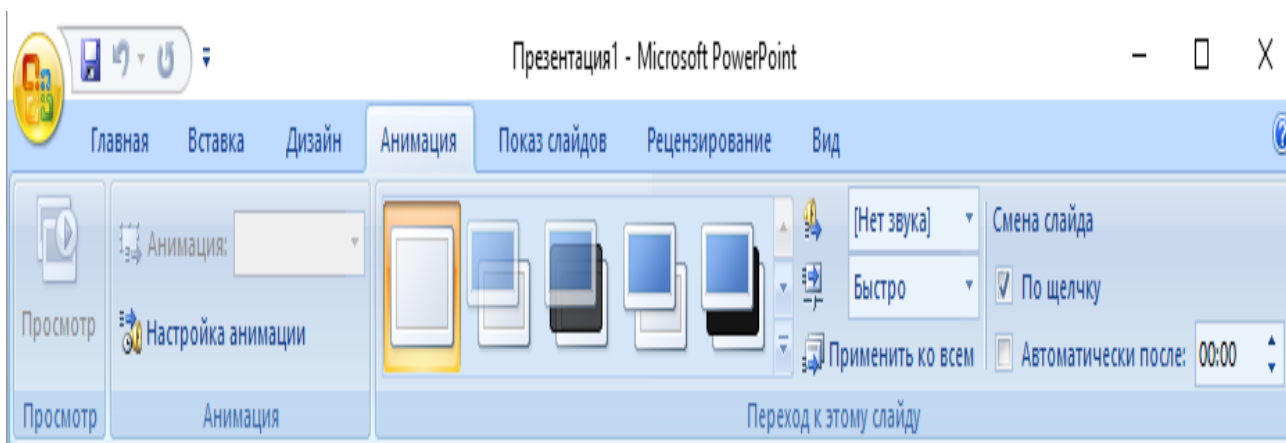 Презентация1 - Microsoft PowerPoint
Главная Вставка Дизайн Анимация Показ слайдов Рецензирование Вид
Просмотр
Анимация:
Настройка анимации
[Нет звука]
Быстро
Применить ко всем
Смена слайда
По щелчку
Автоматически после: 00:00
Просмотр Анимация Переход к этому слайду